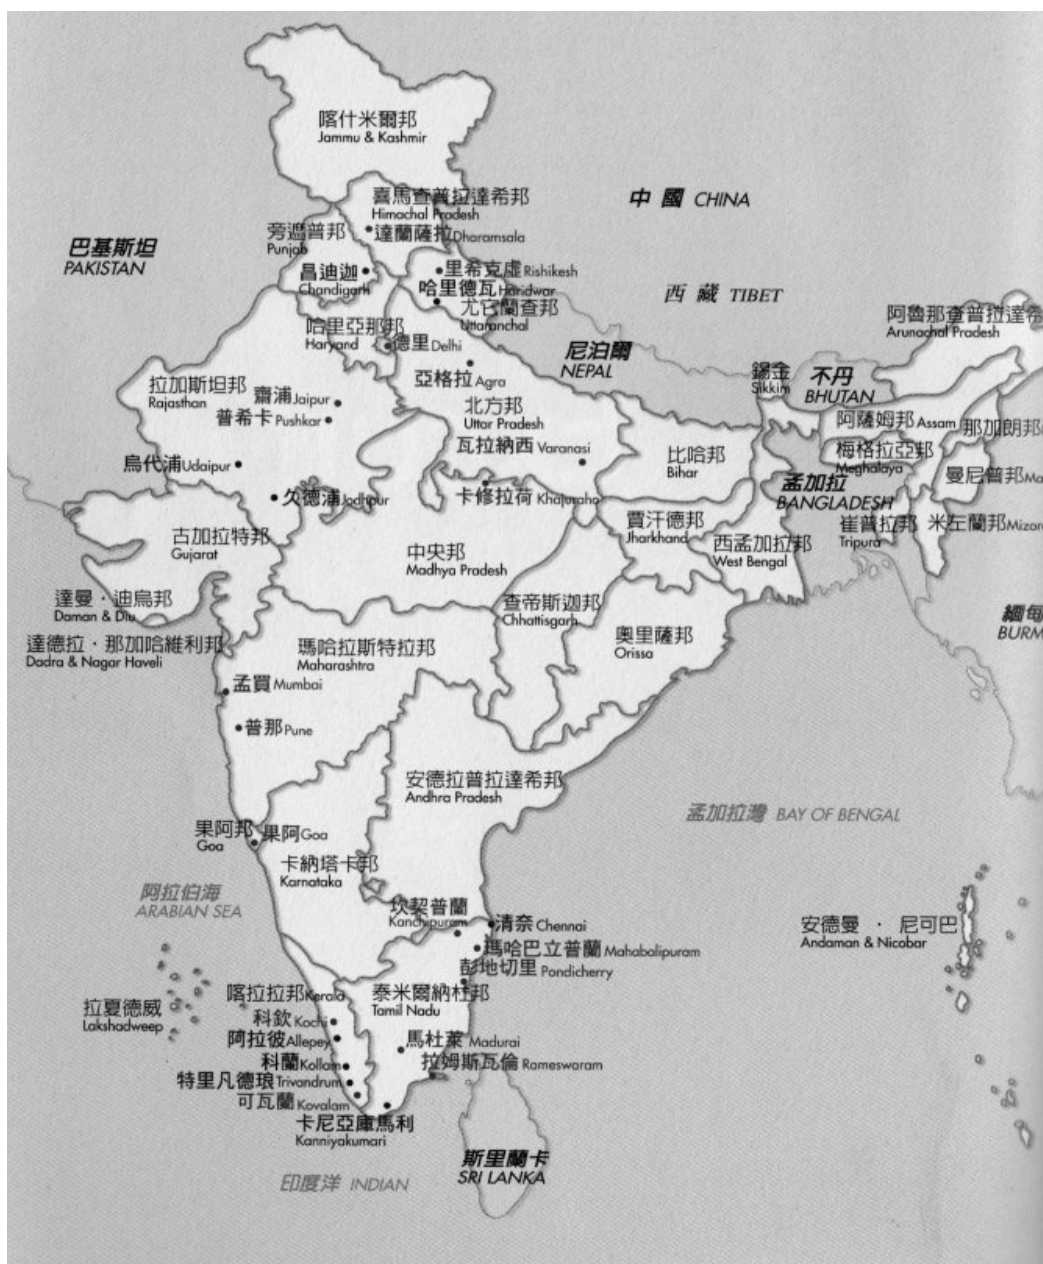 喀什米爾邦
Jammu & Kashmir
喜馬查普拉達希邦
Himachal Pradesh
中國 CHINA
旁遮普邦
Punjab
達蘭薩拉 Dharamsala
巴基斯坦
PAKISTAN
昌迪迦
Chandigarh
里希克虛 Rishikesh
哈里德瓦 Haridwar
西藏 TIBET
尤它蘭查邦
Uttaranchal
阿魯那查普拉達希
Arunachal Pradesh
哈里亞那邦
Haryand
德里 Delhi
尼泊爾
NEPAL
錫金
Sikkim
不丹
BHUTAN
拉加斯坦邦
Rajasthan
亞格拉 Agra
齋浦 Jaipur
普希卡 Pushkar
北方邦
Uttar Pradesh
阿薩姆邦 Assam
那加朗邦
瓦拉納西 Varanasi
比哈邦
Bihar
梅格拉亞邦
Meghalaya
烏代浦 Udaipur
曼尼普邦 Ma
孟加拉
BANGLADESH
久德浦 Jodhpur
卡修拉荷 Khajuraho
古加拉特邦
Gujarat
賈汗德邦
Jharkhand
崔普拉邦
Tripura
米左蘭邦 Mizor
中央邦
Madhya Pradesh
西孟加拉邦
West Bengal
達曼・迪烏邦
Daman & Diu
查帝斯迦邦
Chhattisgarh
緬甸
BURM
達德拉・那加哈維利邦
Dadra & Nagar Haveli
瑪哈拉斯特拉邦
Maharashtra
奧里薩邦
Orissa
孟買 Mumbai
普那 Pune
安德拉普拉達希邦
Andhra Pradesh
孟加拉灣 BAY OF BENGAL
果阿邦
Goa
果阿 Goa
卡納塔卡邦
Karnataka
阿拉伯海
ARABIAN SEA
坎契普蘭
Kanchipuram
清奈 Chennai
安德曼・尼可巴
Andaman & Nicobar
瑪哈巴立普蘭 Mahabalipuram
彭地切里 Pondicherry
喀拉拉邦 Kerala
泰米爾納杜邦
Tamil Nadu
拉夏德威
Lakshadweep
科欽 Kochi
阿拉彼 Allepey
馬杜萊 Madurai
科蘭 Kollam
拉姆斯瓦倫 Rameswaram
特里凡德琅 Trivandrum
可瓦蘭 Kovalam
卡尼亞庫馬利
Kanniyakumari
斯里蘭卡
SRI LANKA
印度洋 INDIAN